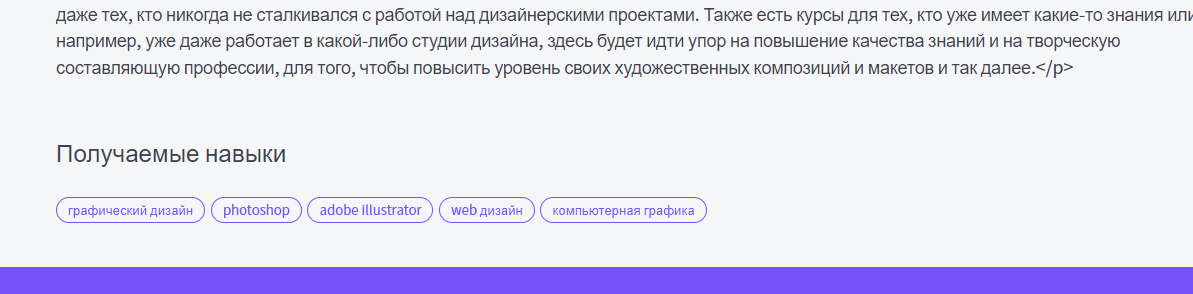 даже тех, кто никогда не сталкивался с работой над дизайнерскими проектами. Также есть курсы для тех, кто уже имеет какие-то знания или
например, уже даже работает в какой-либо студии дизайна, здесь будет идти упор на повышение качества знаний и на творческую
составляющую профессии, для того, чтобы повысить уровень своих художественных композиций и макетов и так далее.</p>
Получаемые навыки
графический дизайн photoshop adobe illustrator web дизайн компьютерная графика